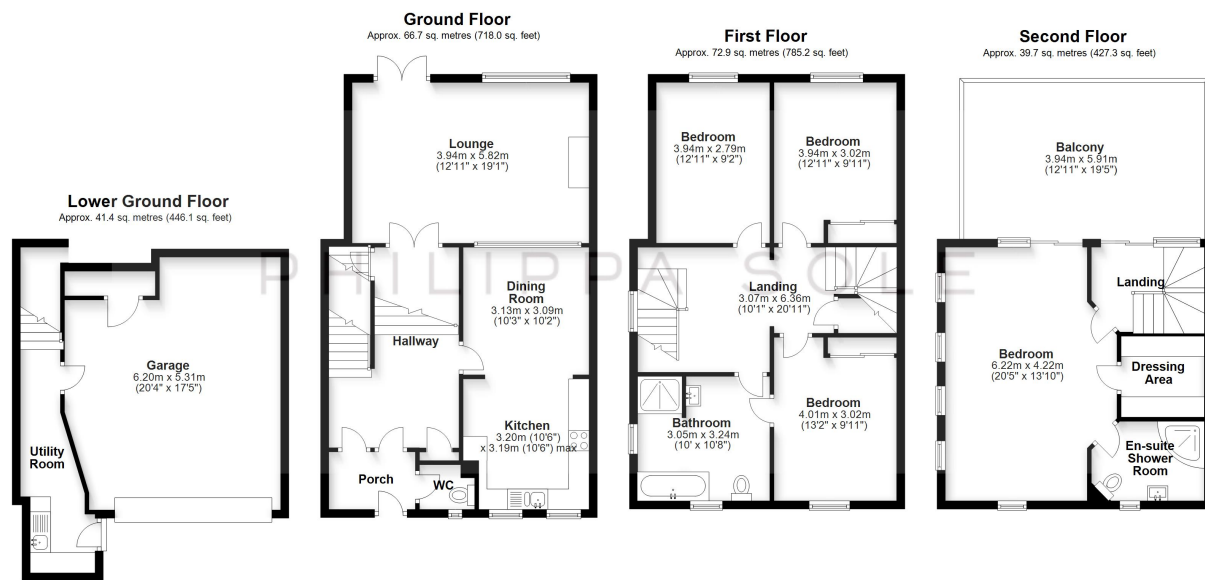 Lower Ground Floor
Approx. 41.4 sq. metres (446.1 sq. feet)
Garage
6.20m x 5.31m
(20'4" x 17'5")
Utility
Room
Ground Floor
Approx. 66.7 sq. metres (718.0 sq. feet)
Lounge
3.94m x 5.82m
(12'11" x 19'1")
Dining
Room
3.13m x 3.09m
(10'3" x 10'2")
Hallway
Kitchen
3.20m (10'6")
x 3.19m (10'6") max
Porch
WC
First Floor
Approx. 72.9 sq. metres (785.2 sq. feet)
Bedroom
3.94m x 2.79m
(12'11" x 9'2")
Bedroom
3.94m x 3.02m
(12'11" x 9'11")
Landing
3.07m x 6.36m
(10'1" x 20'11")
Bathroom
3.05m x 3.24m
(10' x 10'8")
Bedroom
4.01m x 3.02m
(13'2" x 9'11")
Second Floor
Approx. 39.7 sq. metres (427.3 sq. feet)
Balcony
3.94m x 5.91m
(12'11" x 19'5")
Landing
Bedroom
6.22m x 4.22m
(20'5" x 13'10")
Dressing
Area
En-suite
Shower
Room
PHILIPPA SOLE